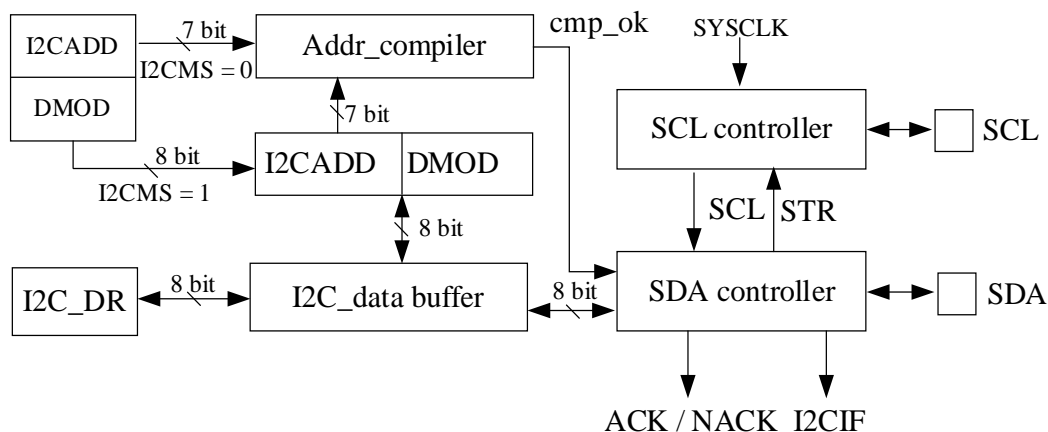 I2CADD
DMOD
7 bit
I2CMS = 0
Addr_compiler
cmp_ok
SYSCLK
7 bit
SCL controller
SCL
8 bit
I2CMS = 1
I2CADD
DMOD
SCL
STR
8 bit
I2C_DR
8 bit
I2C_data buffer
8 bit
SDA controller
SDA
ACK / NACK
I2CIF